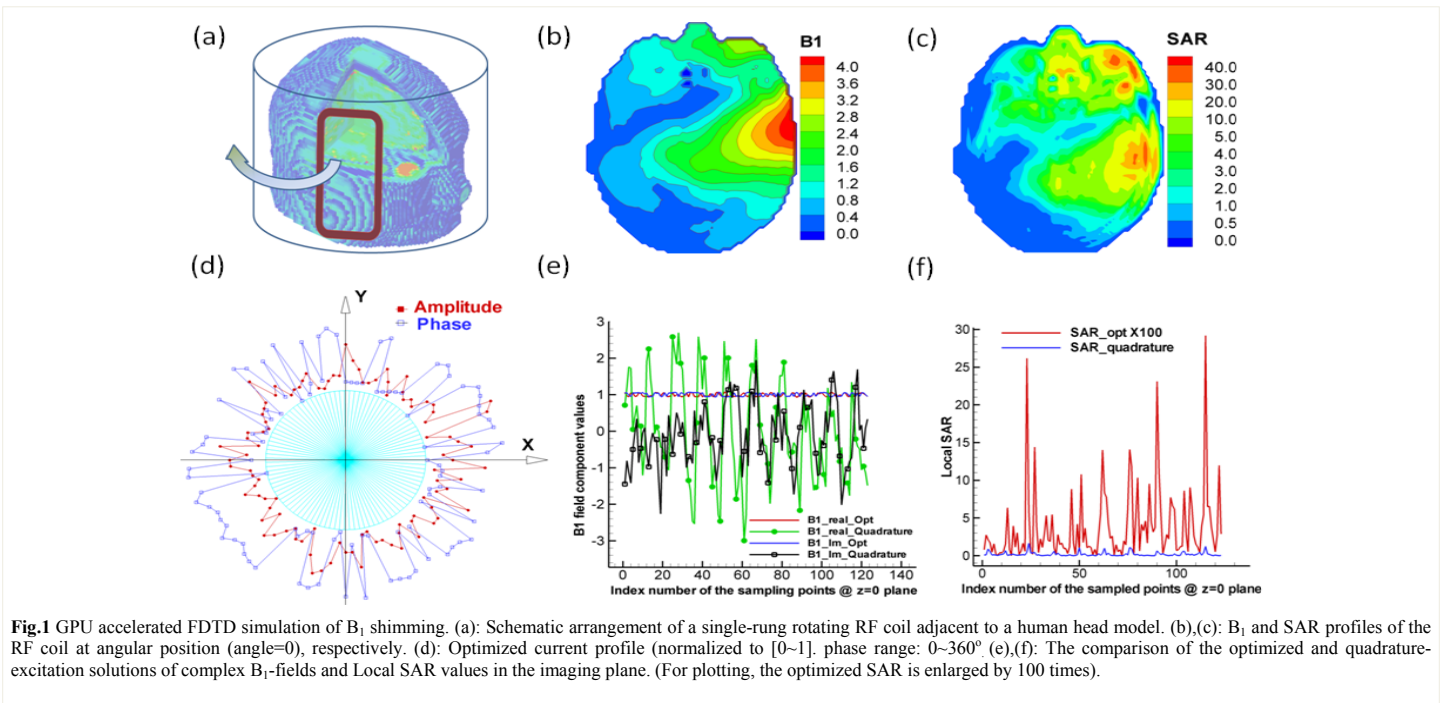 (a)
(b)
B1
4.0
3.6
3.2
2.8
2.4
2.0
1.6
1.2
0.8
0.4
0.0
(c)
SAR
40.0
30.0
20.0
10.0
5.0
4.0
3.0
2.0
1.0
0.5
0.0
(d)
Y
Amplitude
Phase
X
(e)
3
2
1
0
-1
-2
-3
B1 field component values
B1_real_Opt
B1_real_Quadrature
B1_Im_Opt
B1_Im_Quadrature
0 20 40 60 80 100 120 140
Index number of the sampling points @ z=0 plane
(f)
30
25
20
15
10
5
0
Local SAR
SAR_opt X100
SAR_quadrature
0 50 100
Index number of the sampled points @ z=0 plane
Fig.1 GPU accelerated FDTD simulation of B1 shimming. (a): Schematic arrangement of a single-rung rotating RF coil adjacent to a human head model. (b),(c): B1 and SAR profiles of the
RF coil at angular position (angle=0), respectively. (d): Optimized current profile (normalized to [0~1]. phase range: 0~360o. (e),(f): The comparison of the optimized and quadrature-
excitation solutions of complex B1-fields and Local SAR values in the imaging plane. (For plotting, the optimized SAR is enlarged by 100 times).